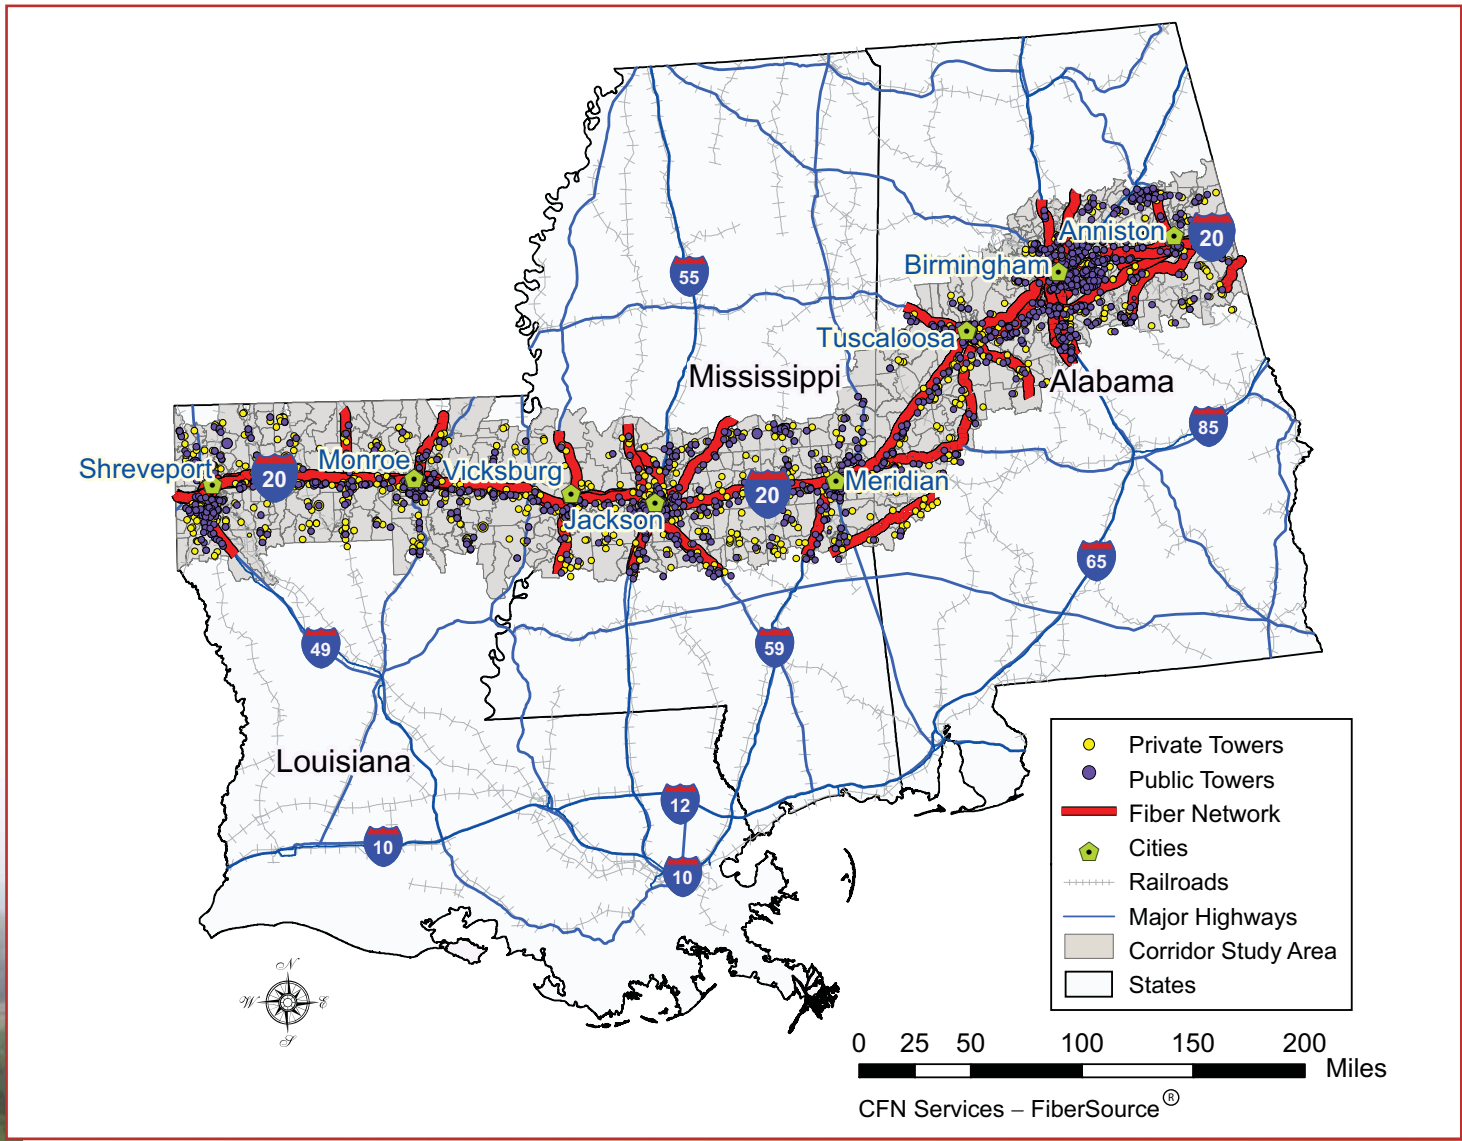 Anniston
20
Birmingham
55
Tuscaloosa
Mississippi
Alabama
85
Shreveport
20
Monroe
Vicksburg
20
Meridian
Jackson
65
49
59
Louisiana
12
10
10
N
W
E
S
Private Towers
Public Towers
Fiber Network
Cities
Railroads
Major Highways
Corridor Study Area
States
0 25 50 100 150 200
Miles
CFN Services – FiberSource®